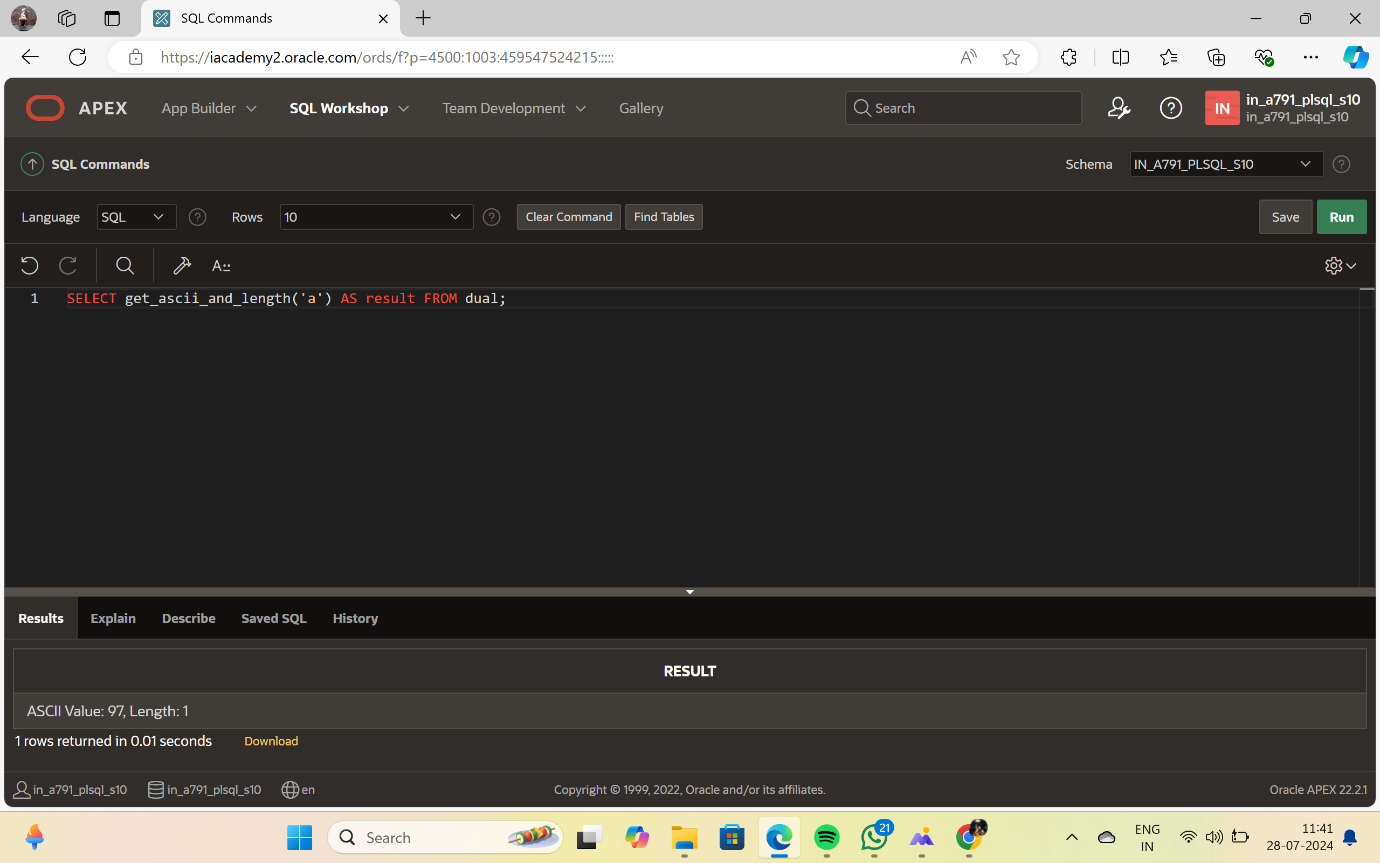 SQL Commands
https://iacademy2.oracle.com/ords/f?p=4500:1003:459547524215:::::
APEX App Builder SQL Workshop Team Development Gallery Search IN in_a791_plsql_s10
in_a791_plsql_s10
SQL Commands Schema IN_A791_PLSQL_S10
Language SQL Rows 10 Clear Command Find Tables Save Run
1 SELECT get_ascii_and_length('a') AS result FROM dual;
Results Explain Describe Saved SQL History
RESULT
ASCII Value: 97, Length: 1
1 rows returned in 0.01 seconds Download
in_a791_plsql_s10 in_a791_plsql_s10 en Copyright © 1999, 2022, Oracle and/or its affiliates. Oracle APEX 22.2.1
Search 21 ENG
IN 11:41
28-07-2024